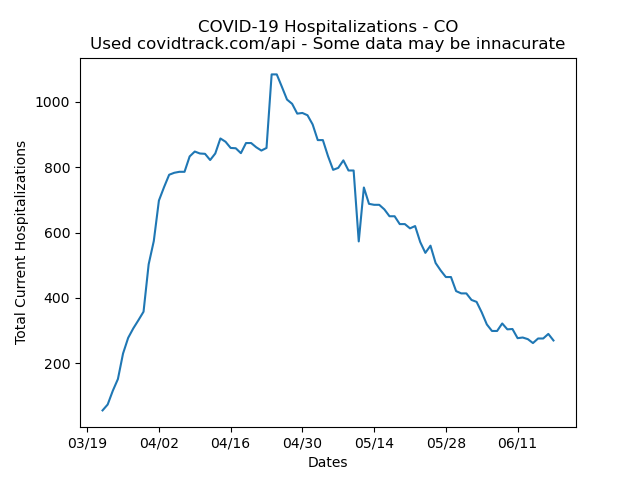 COVID-19 Hospitalizations - CO
Used covidtrack.com/api - Some data may be innacurate
Total Current Hospitalizations
1000
800
600
400
200
03/19 04/02 04/16 04/30 05/14 05/28 06/11
Dates